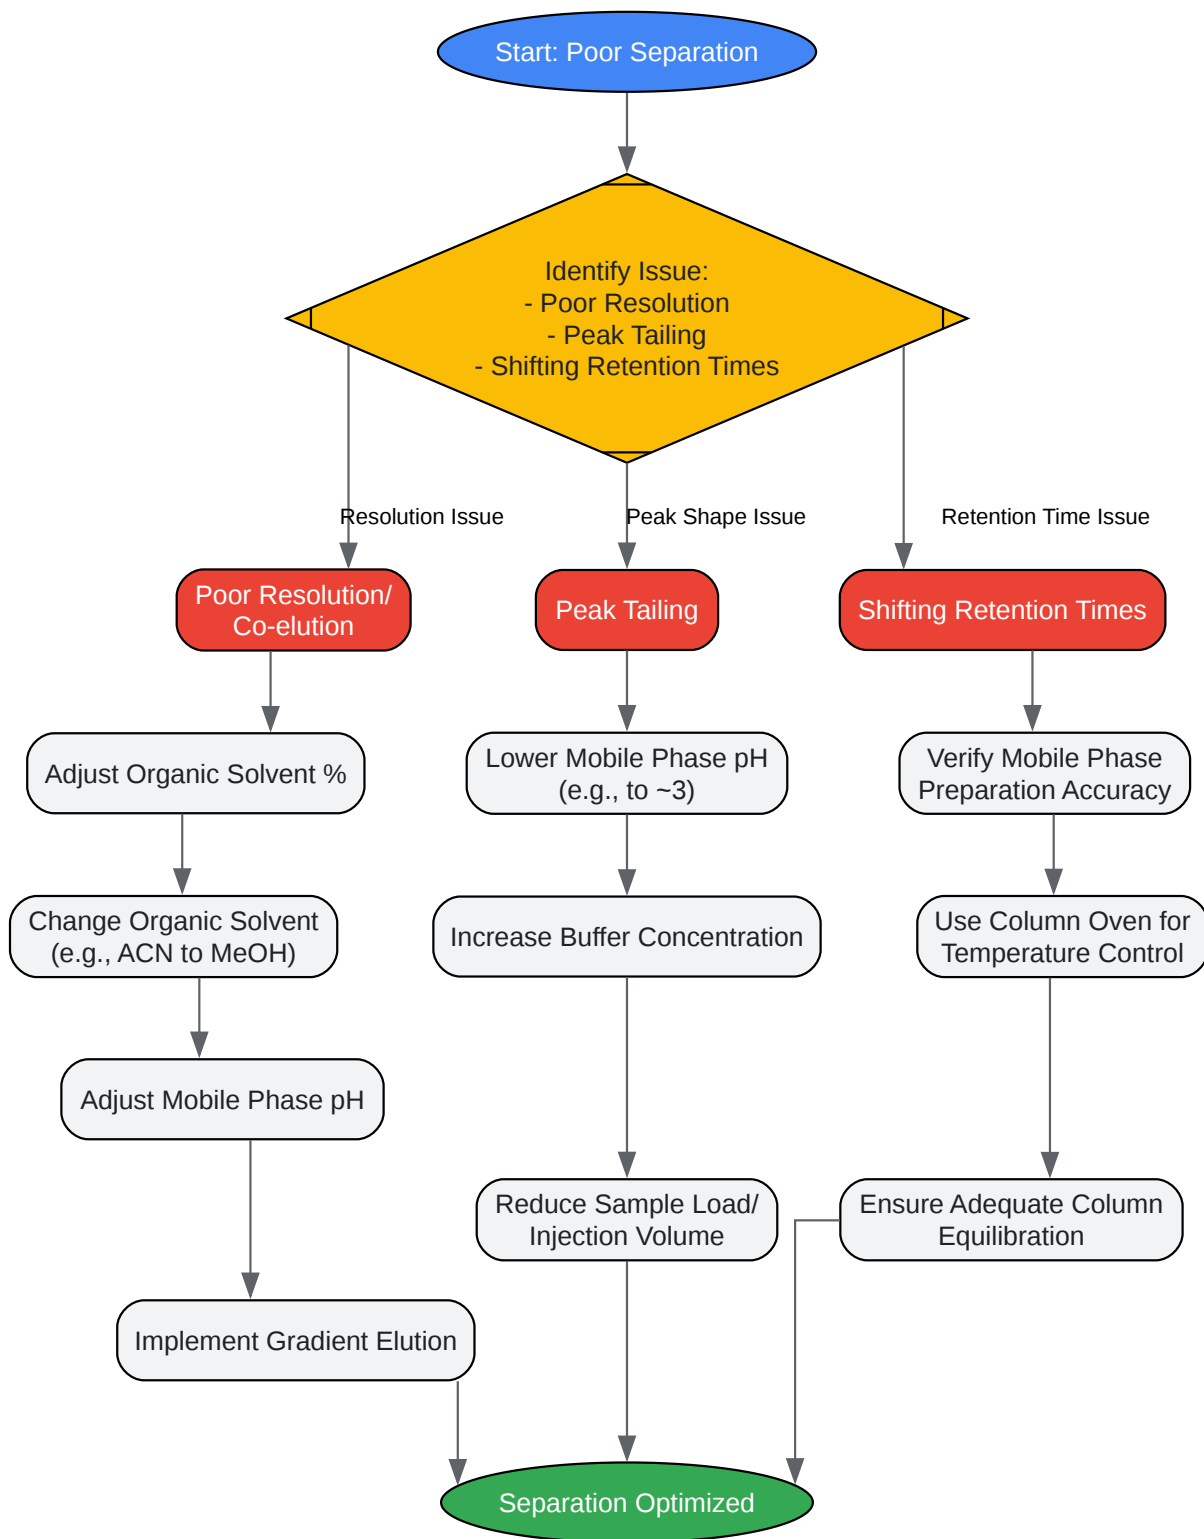 Start: Poor Separation
Identify Issue:
- Poor Resolution
- Peak Tailing
- Shifting Retention Times
Resolution Issue
Peak Shape Issue
Retention Time Issue
Poor Resolution/
Co-elution
Peak Tailing
Shifting Retention Times
Adjust Organic Solvent %
Lower Mobile Phase pH
(e.g., to ~3)
Verify Mobile Phase
Preparation Accuracy
Change Organic Solvent
(e.g., ACN to MeOH)
Increase Buffer Concentration
Use Column Oven for
Temperature Control
Adjust Mobile Phase pH
Reduce Sample Load/
Injection Volume
Ensure Adequate Column
Equilibration
Implement Gradient Elution
Separation Optimized